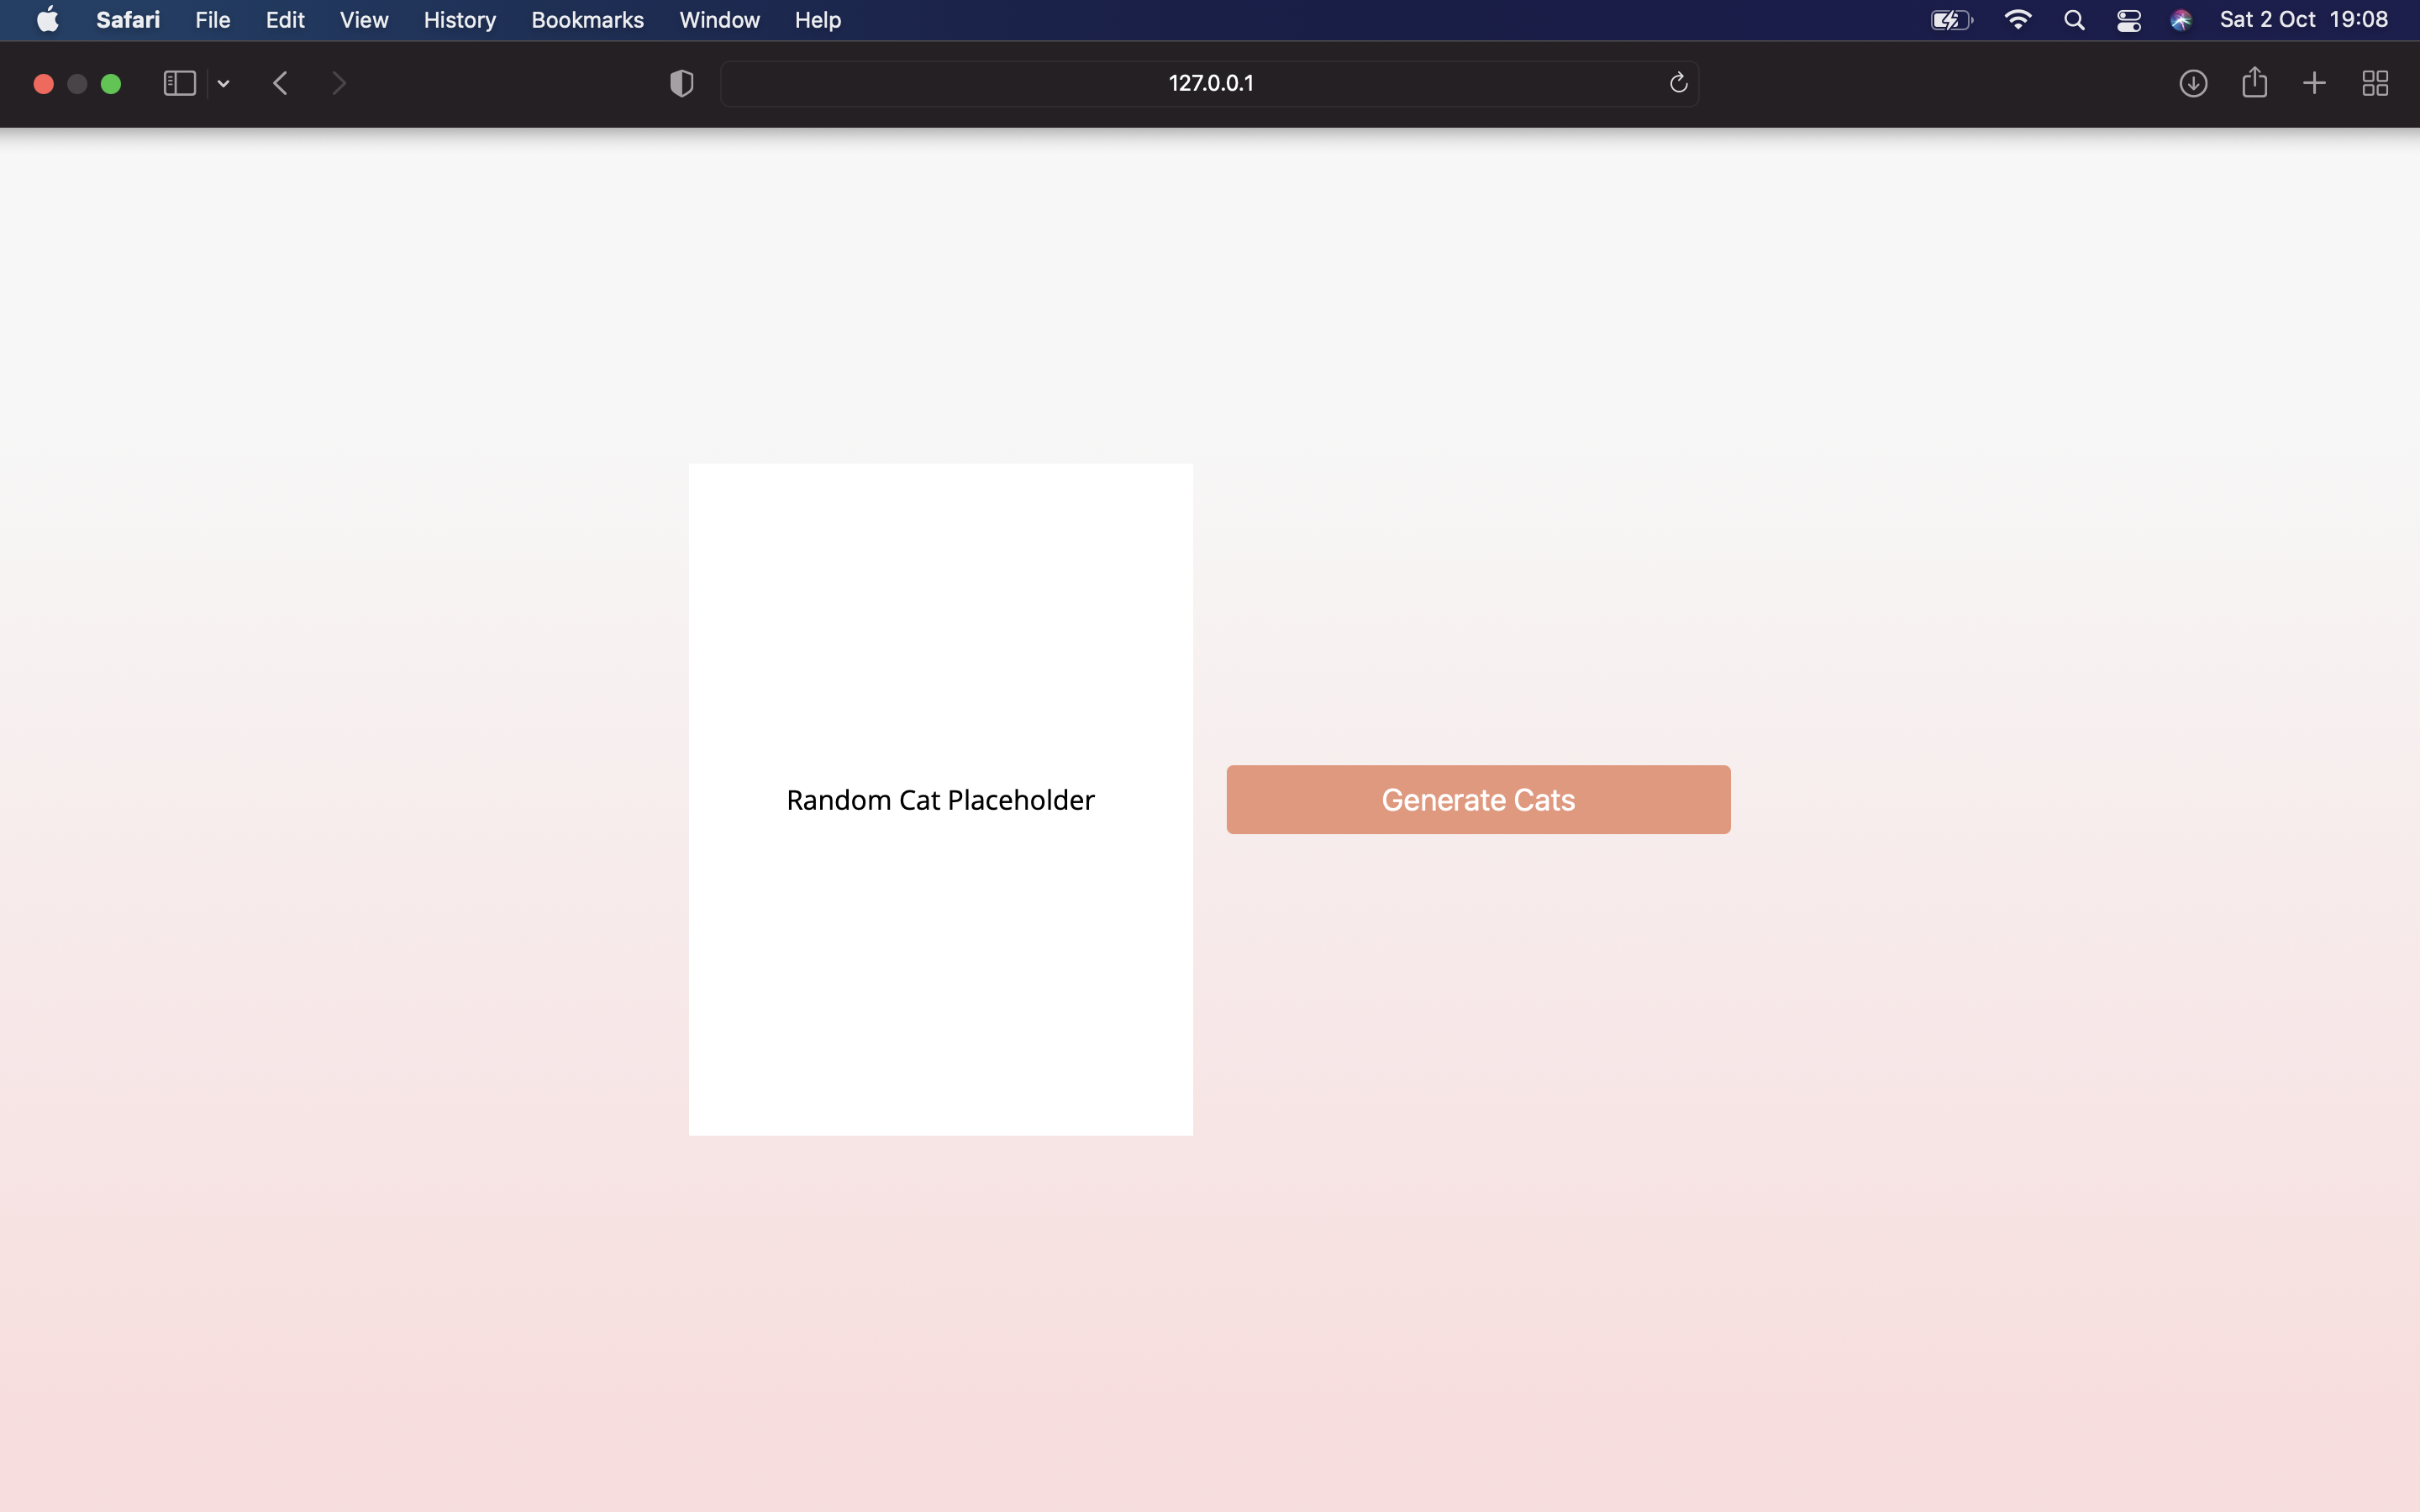 Safari File Edit View History Bookmarks Window Help Sat 2 Oct 19:08
127.0.0.1
Random Cat Placeholder
Generate Cats